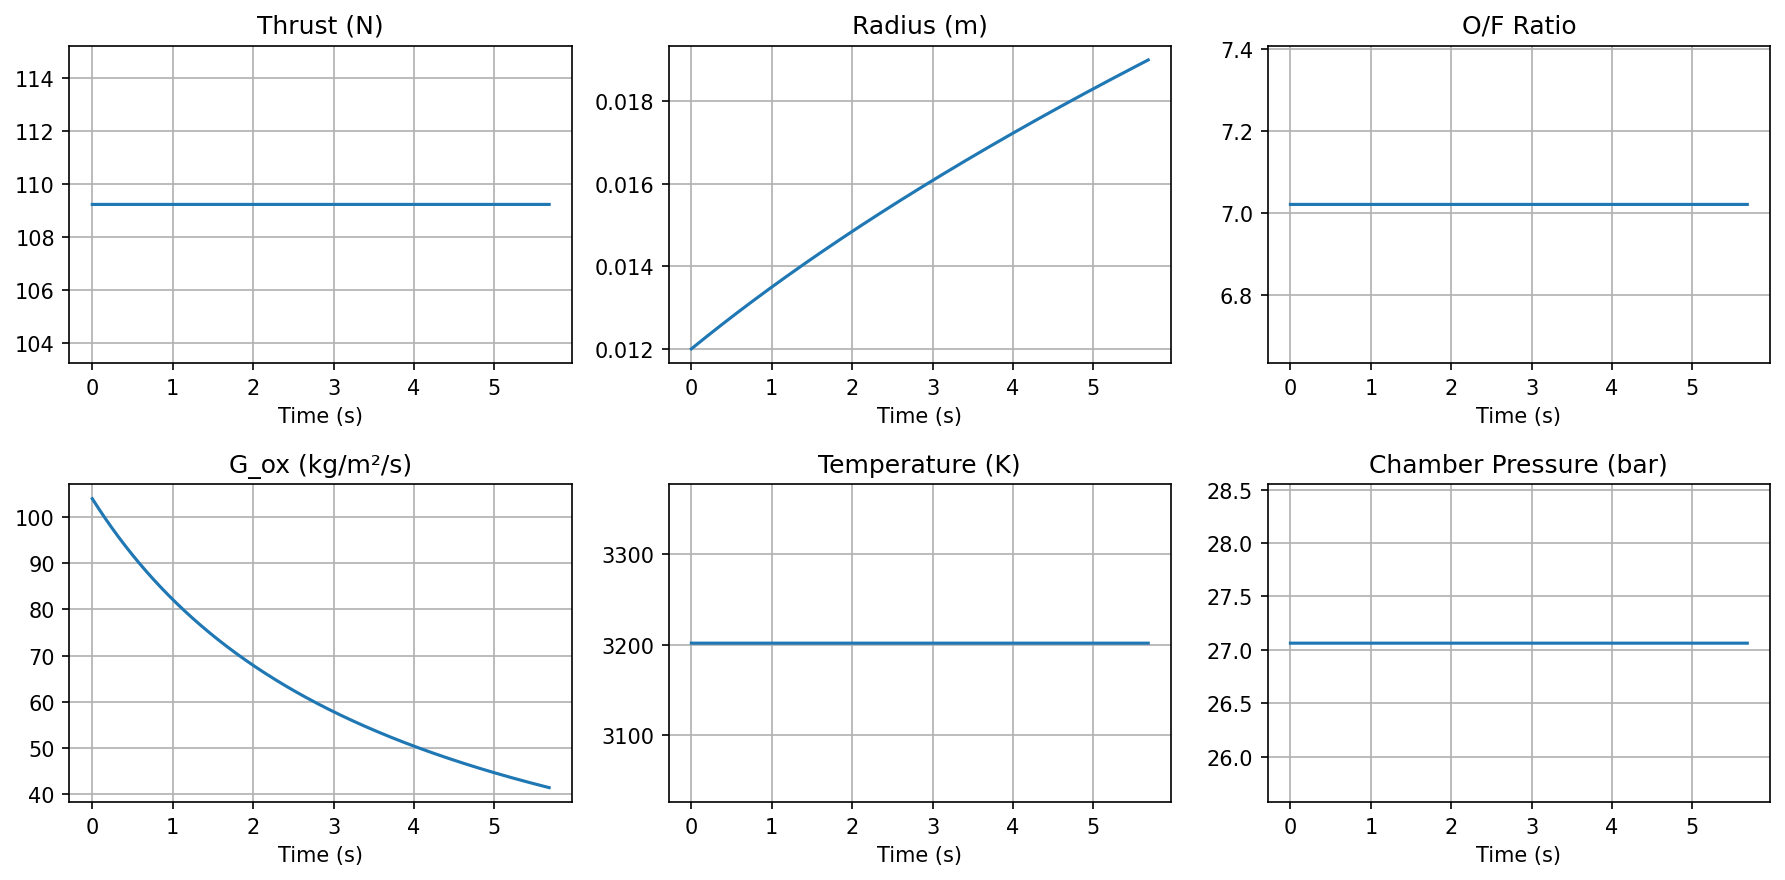 Thrust (N)
114
112
110
108
106
104
0 1 2 3 4 5
Time (s)
Radius (m)
0.018
0.016
0.014
0.012
0 1 2 3 4 5
Time (s)
O/F Ratio
7.4
7.2
7.0
6.8
0 1 2 3 4 5
Time (s)
G_ox (kg/m²/s)
100
90
80
70
60
50
40
0 1 2 3 4 5
Time (s)
Temperature (K)
3300
3200
3100
0 1 2 3 4 5
Time (s)
Chamber Pressure (bar)
28.5
28.0
27.5
27.0
26.5
26.0
0 1 2 3 4 5
Time (s)